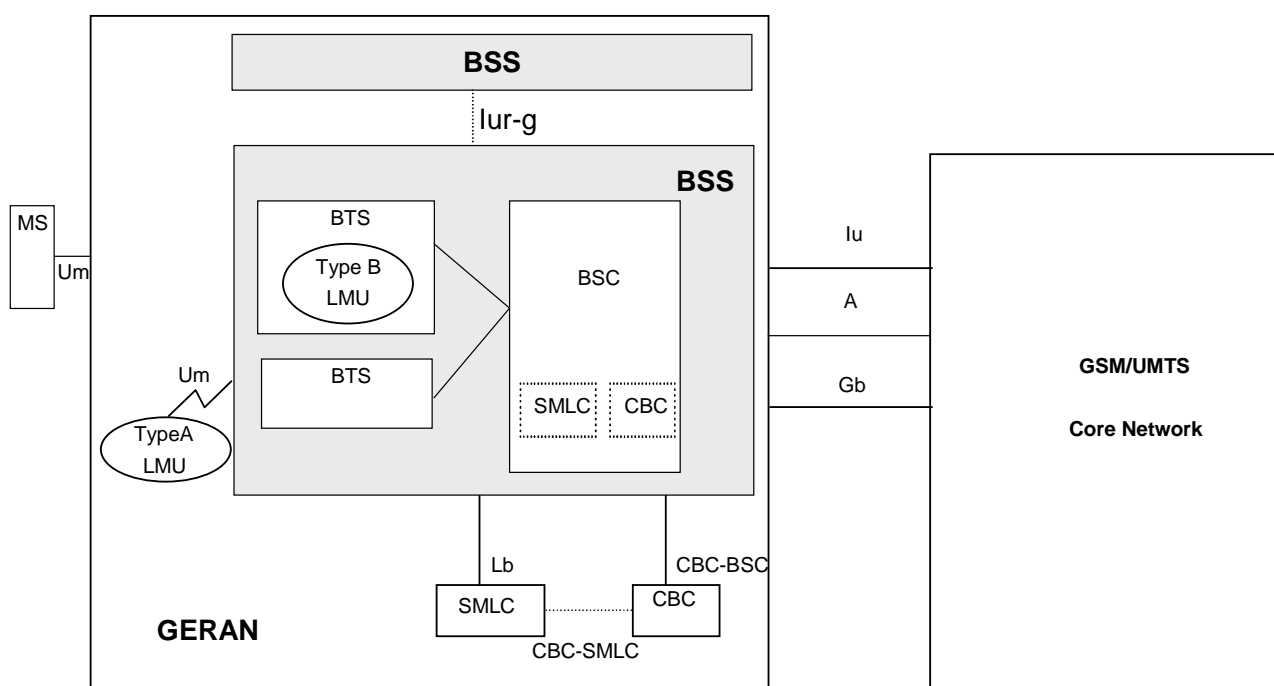 BSS
Iur-g
BSS
MS
Um
BTS
Type B
LMU
BSC
BTS
SMLC
CBC
Um
TypeA
LMU
Iu
A
Gb
GSM/UMTS
Core Network
Lb
CBC-BSC
SMLC
CBC
CBC-SMLC
GERAN